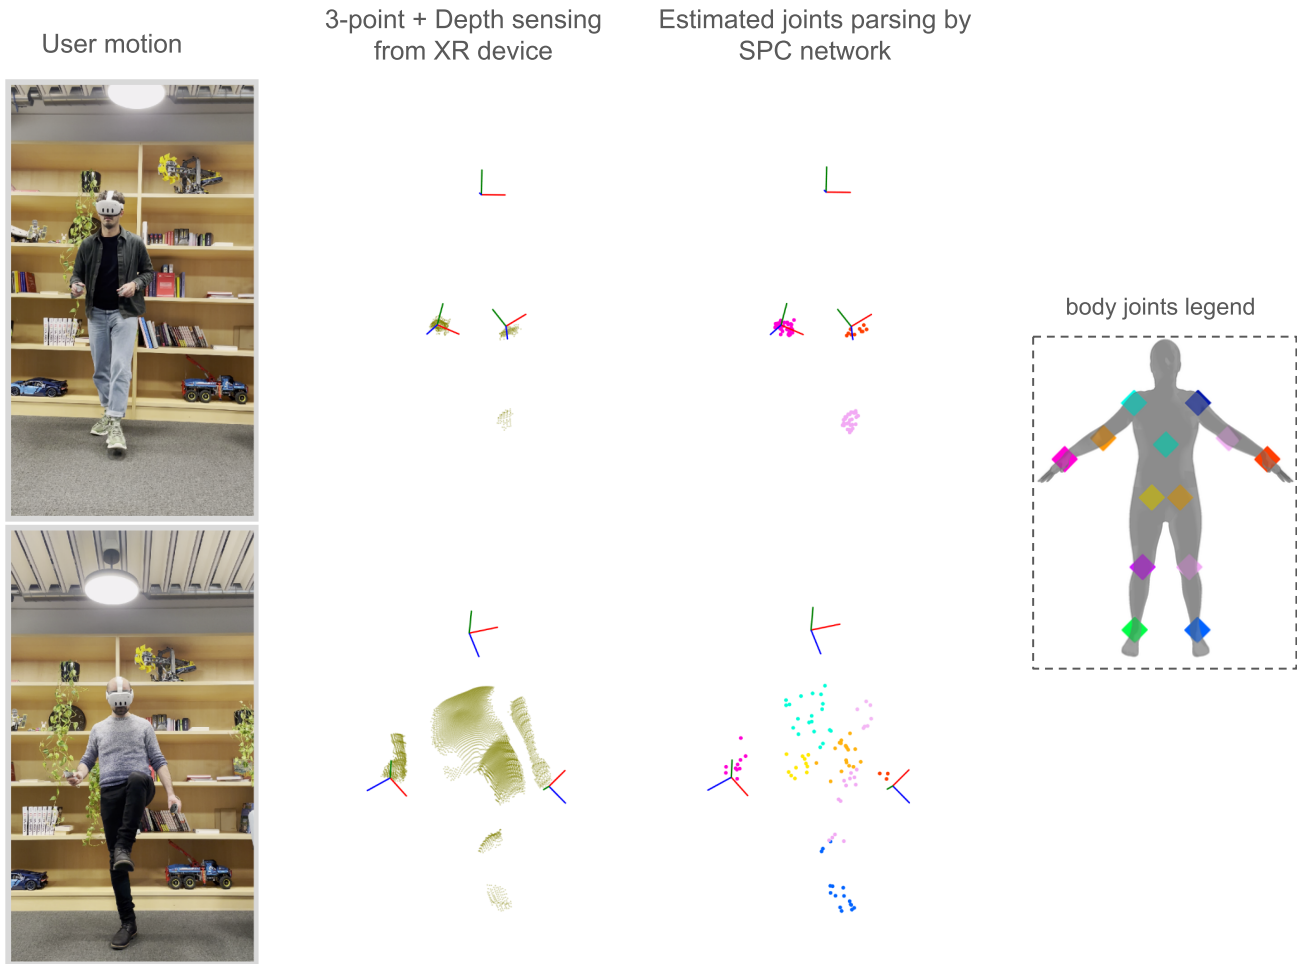 User motion
3-point + Depth sensing
from XR device
Estimated joints parsing by
SPC network
body joints legend